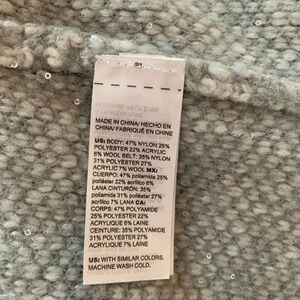 MADE IN CHINA/ HECHO EN
CHINA/ FABRIQUÉ EN CHINE
US: BODY: 47% NYLON 25%
POLYESTER 22% ACRYLIC
6% WOOL BELT: 35% NYLON
31% POLYESTER 27%
ACRYLIC 7% WOOL MX:
CUERPO: 47% poliamida 25%
poliéster 22% acrílico 6%
LANA CINTURÓN: 35%
poliamida 31% poliéster 27%
acrílico 7% LANA CA:
CORPS: 47% POLYAMIDE
25% POLYESTER 22%
ACRYLIQUE 6% LAINE
CEINTURE: 35% POLYAMIDE
31% POLYESTER 27%
ACRYLIQUE 7% LAINE
US: WITH SIMILAR COLORS.
MACHINE WASH COLD,